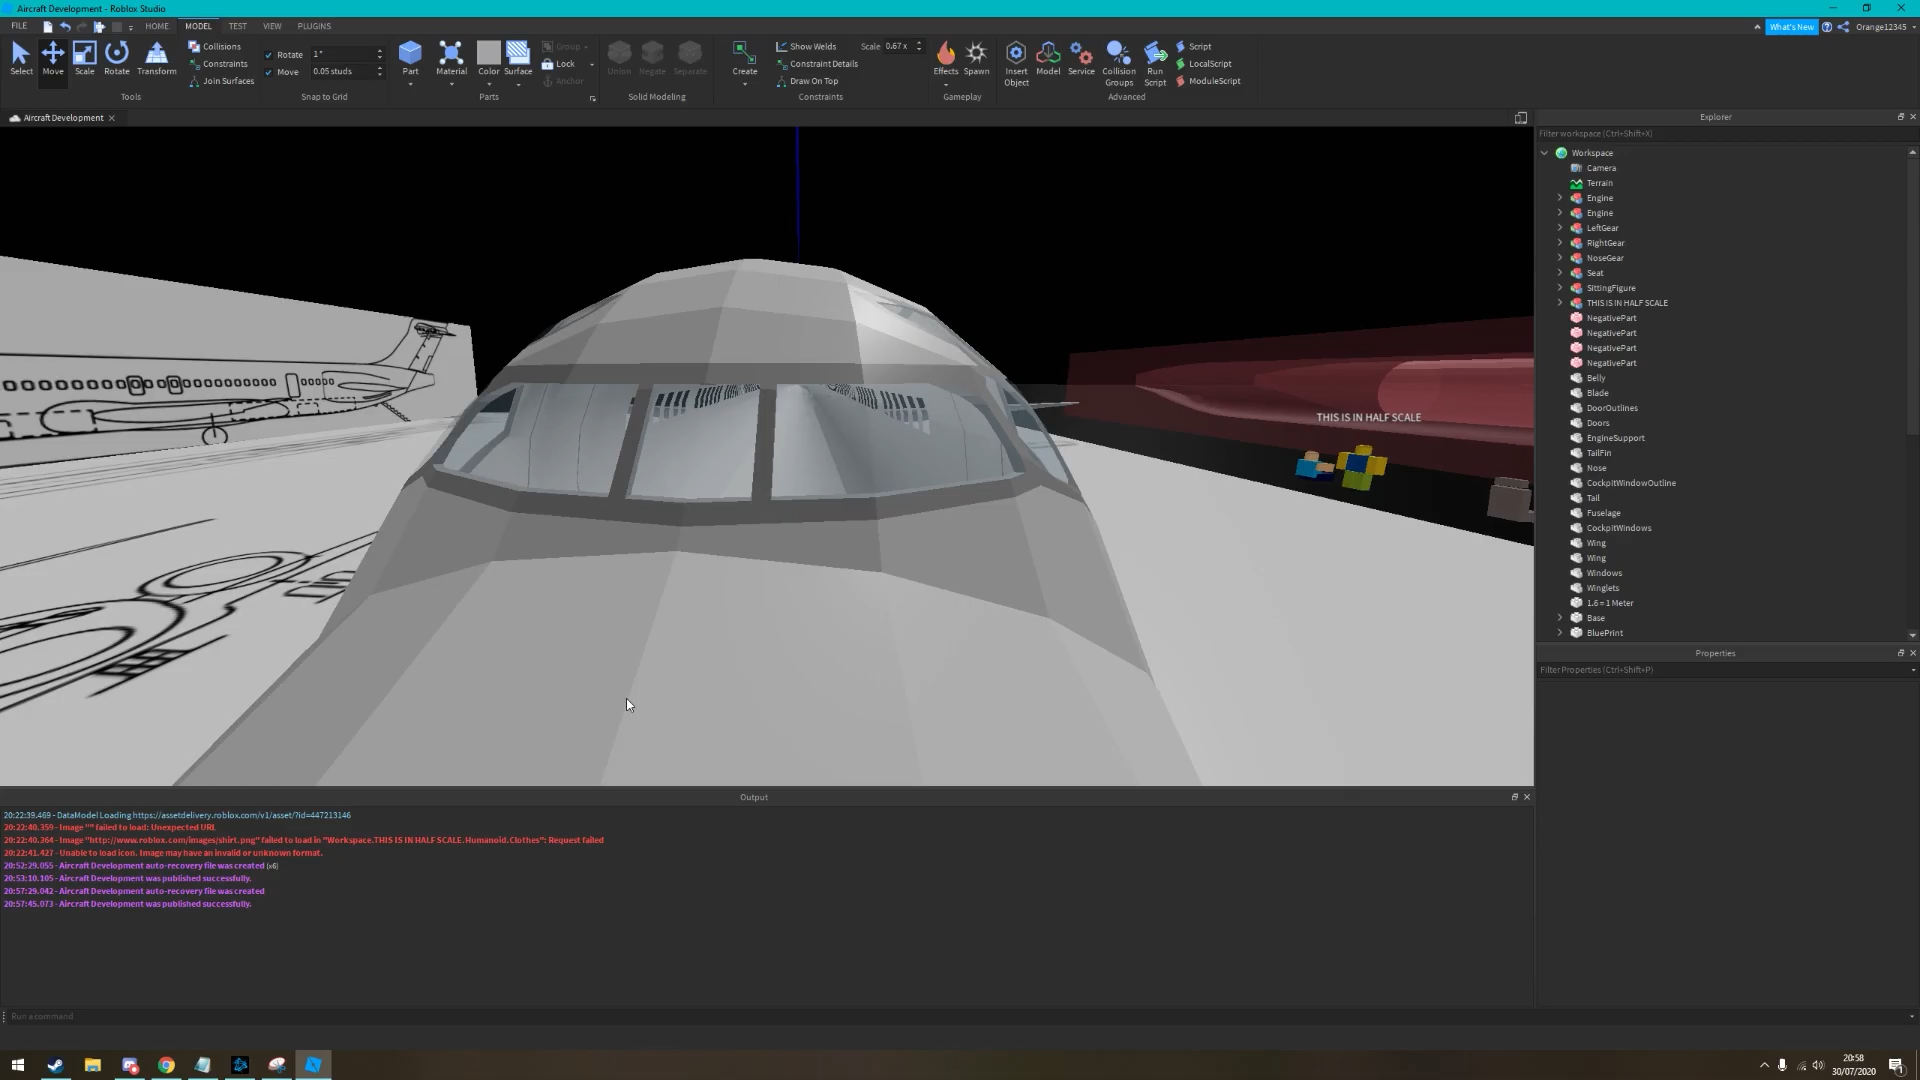 Aircraft Development - Roblox Studio
FILE HOME MODEL TEST VIEW PLUGINS What's New Orange12345
Select Move Scale Rotate Transform
Collisions
Constraints
Join Surfaces
Tools
Rotate 1°
Move 0.05 studs
Snap to Grid
Part Material Color Surface
Group
Lock
Anchor
Parts
Union Negate Separate
Solid Modeling
Create
Show Welds Scale 0.67 x
Constraint Details
Draw On Top
Constraints
Effects Spawn
Gameplay
Insert Object Model Service Collision Groups Run Script
Script
LocalScript
ModuleScript
Advanced
Aircraft Development
THIS IS IN HALF SCALE
Explorer
Filter workspace (Ctrl+Shift+X)
Workspace
Camera
Terrain
Engine
Engine
LeftGear
RightGear
NoseGear
Seat
SittingFigure
THIS IS IN HALF SCALE
NegativePart
NegativePart
NegativePart
NegativePart
Belly
Blade
DoorOutlines
Doors
EngineSupport
TailFin
Nose
CockpitWindowOutline
Tail
Fuselage
CockpitWindows
Wing
Wing
Windows
Winglets
1.6 = 1 Meter
Base
BluePrint
Properties
Filter Properties (Ctrl+Shift+P)
Output
20:22:39.469 - DataModel Loading https://assetdelivery.roblox.com/v1/asset/?id=447213146
20:22:40.359 - Image "" failed to load: Unexpected URL
20:22:40.364 - Image "http://www.roblox.com/images/shirt.png" failed to load in "Workspace.THIS IS IN HALF SCALE.Humanoid.Clothes": Request failed
20:22:41.427 - Unable to load icon. Image may have an invalid or unknown format.
20:52:29.055 - Aircraft Development auto-recovery file was created (x6)
20:53:10.105 - Aircraft Development was published successfully.
20:57:29.042 - Aircraft Development auto-recovery file was created
20:57:45.073 - Aircraft Development was published successfully.
Run a command
20:58
30/07/2020